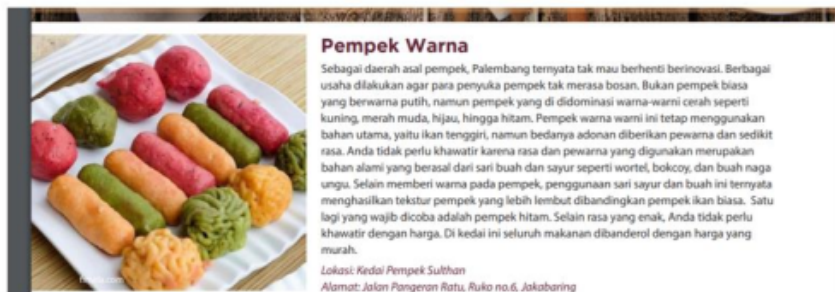 Pempek Warna
Sebagai daerah asal pempek, Palembang ternyata tak mau berhenti berinovasi. Berbagai
usaha dilakukan agar para penyuka pempek tak merasa bosan. Bukan pempek biasa
yang berwarna putih, namun pempek yang di didominasi warna-warni cerah seperti
kuning, merah muda, hijau, hingga hitam. Pempek warna warni ini tetap menggunakan
bahan utama, yaitu ikan tenggiri, namun bedanya adonan diberikan pewarna dan sedikit
rasa. Anda tidak perlu khawatir karena rasa dan pewarna yang digunakan merupakan
bahan alami yang berasal dari sari buah dan sayur seperti wortel, bokcoy, dan buah naga
ungu. Selain memberi warna pada pempek, penggunaan sari sayur dan buah ini ternyata
menghasilkan tekstur pempek yang lebih lembut dibandingkan pempek ikan biasa. Satu
lagi yang wajib dicoba adalah pempek hitam. Selain rasa yang enak, Anda tidak perlu
khawatir dengan harga. Di kedai ini seluruh makanan dibanderol dengan harga yang
murah.
Lokasi: Kedai Pempek Sulthan
Alamat: Jalan Pangeran Ratu, Ruko no.6, Jakabaring